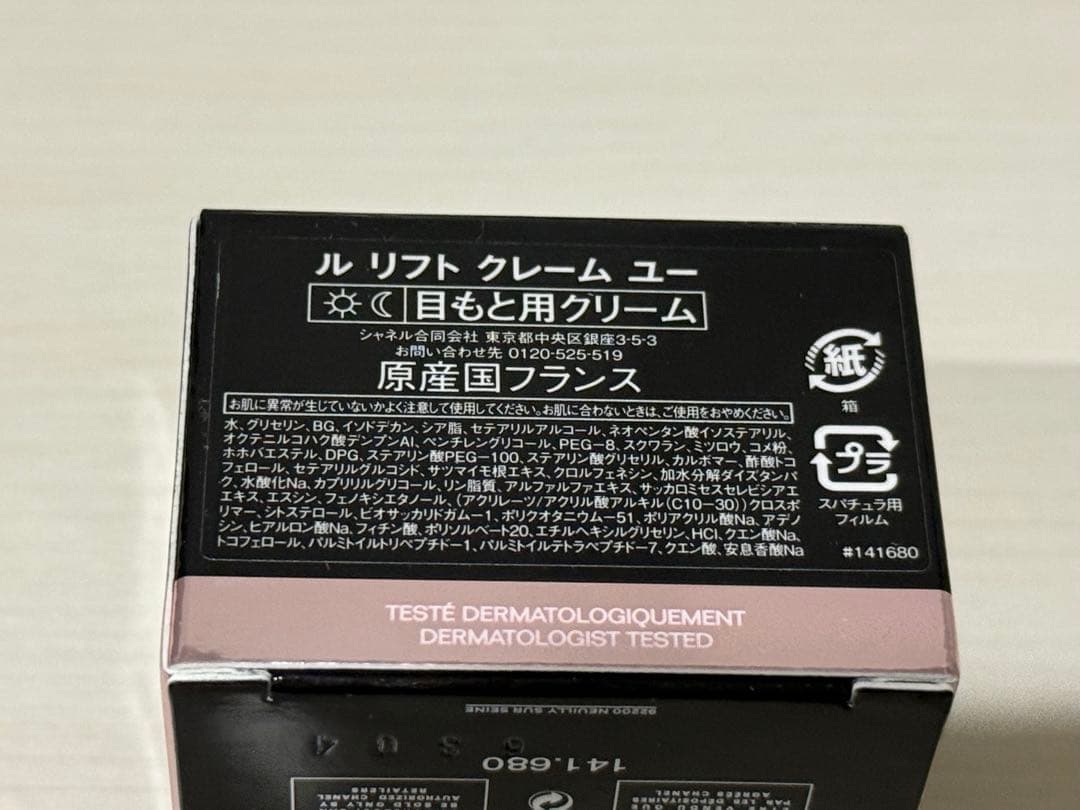 ル リフト クレーム ユー
目もと用クリーム
シャネル合同会社 東京都中央区銀座3-5-3
お問い合わせ先 0120-525-519
原産国フランス
お肌に異常が生じていないかよく注意して使用してください。お肌に合わないときは、ご使用をおやめください。
水、グリセリン、BG、イソドデカン、シア脂、セテアリルアルコール、ネオペンタン酸イソステアリル、
オクテニルコハク酸デンプンAl、ペンチレングリコール、PEG-8、スクワラン、ミツロウ、コメ粉、
ホホバエステル、DPG、ステアリン酸PEG-100、ステアリン酸グリセリル、カルボマー、酢酸トコ
フェロール、セテアリルグルコシド、サツマイモ根エキス、クロルフェネシン、加水分解ダイズタンパ
ク、水酸化Na、カプリリルグリコール、リン脂質、アルファルファエキス、サッカロミセスセレビシアエ
エキス、エスシン、フェノキシエタノール、(アクリレーツ/アクリル酸アルキル(C10-30))クロスポ
リマー、シトステロール、ビオサッカリドガム-1、ポリクオタニウム-51、ポリアクリル酸Na、アデノ
シン、ヒアルロン酸Na、フィチン酸、ポリソルベート20、エチルヘキシルグリセリン、HCl、クエン酸Na、
トコフェロール、パルミトイルトリペプチド-1、パルミトイルテトラペプチド-7、クエン酸、安息香酸Na
紙
箱
プラ
スパチュラ用
フィルム
#141680
TESTÉ DERMATOLOGIQUEMENT
DERMATOLOGIST TESTED
92200 NEUILLY SUR SEINE
141.680
BE SOLD ONLY BY
AUTHORIZED CHANEL
RETAILERS
PAR LES DÉPOSITAIRES
AGRÉÉS CHANEL